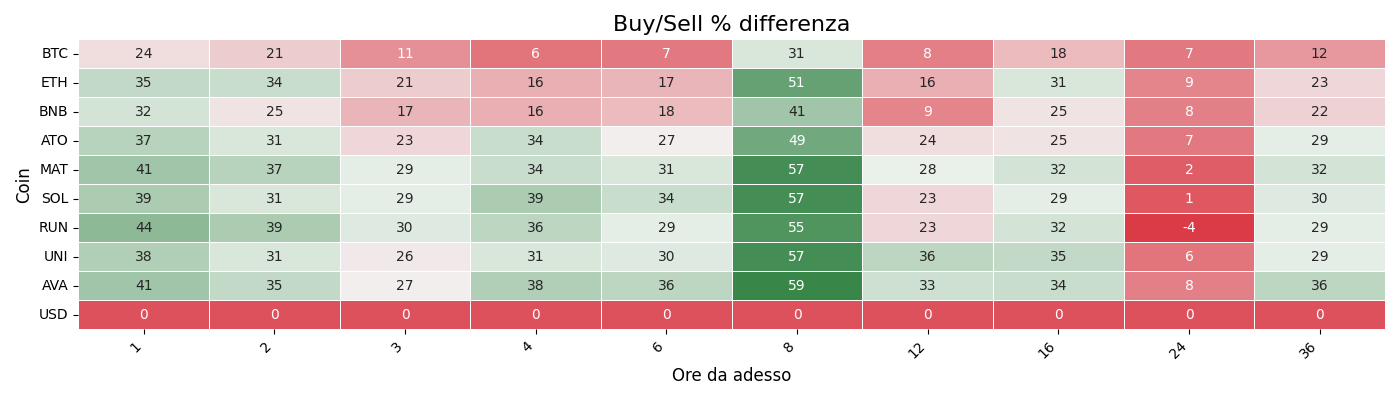 Buy/Sell % differenza
Coin
BTC 24 21 11 6 7 31 8 18 7 12
ETH 35 34 21 16 17 51 16 31 9 23
BNB 32 25 17 16 18 41 9 25 8 22
ATO 37 31 23 34 27 49 24 25 7 29
MAT 41 37 29 34 31 57 28 32 2 32
SOL 39 31 29 39 34 57 23 29 1 30
RUN 44 39 30 36 29 55 23 32 -4 29
UNI 38 31 26 31 30 57 36 35 6 29
AVA 41 35 27 38 36 59 33 34 8 36
USD 0 0 0 0 0 0 0 0 0 0
1 2 3 4 6 8 12 16 24 36
Ore da adesso